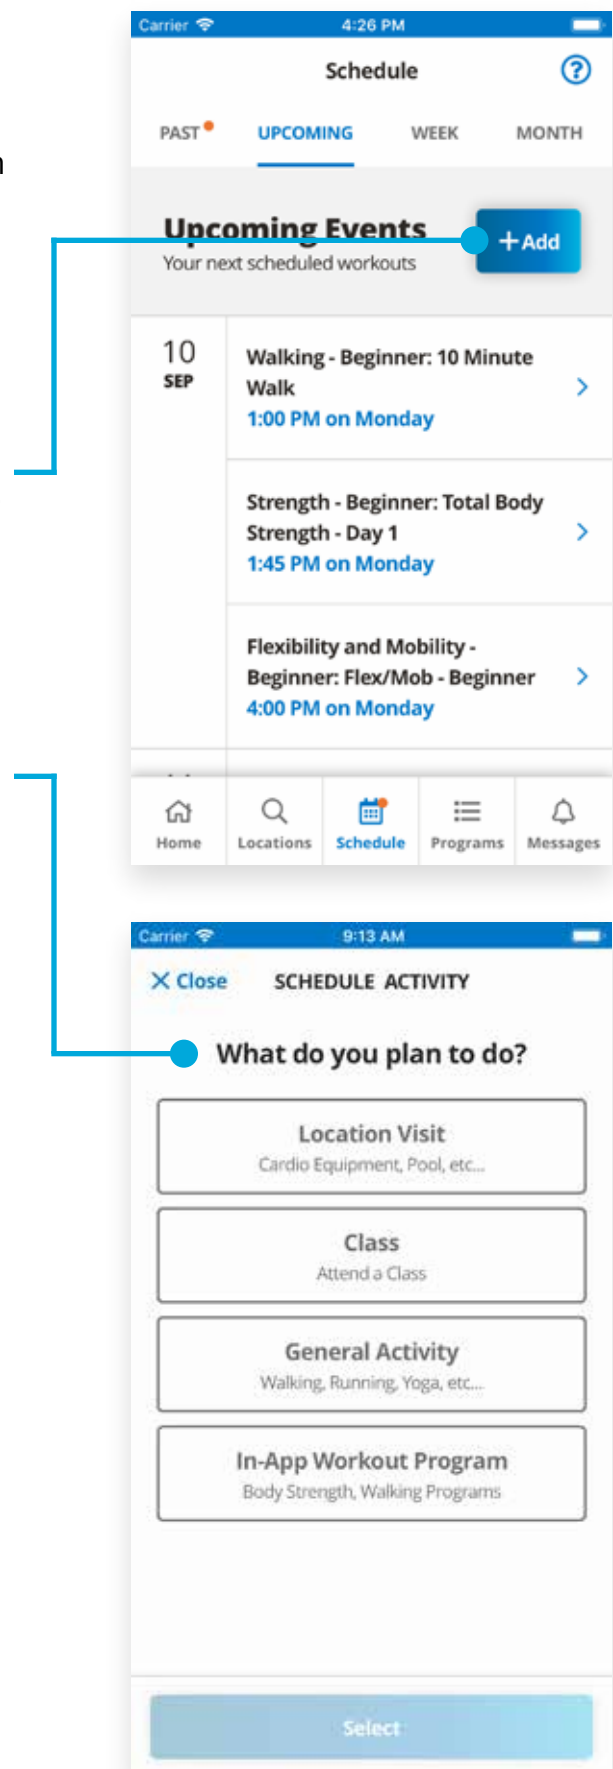 Carrier 4:26 PM
Schedule
PAST UPCOMING WEEK MONTH
Upcoming Events
Your next scheduled workouts
+Add
10
SEP
Walking - Beginner: 10 Minute
Walk
1:00 PM on Monday
Strength - Beginner: Total Body
Strength - Day 1
1:45 PM on Monday
Flexibility and Mobility -
Beginner: Flex/Mob - Beginner
4:00 PM on Monday
Home Locations Schedule Programs Messages
Carrier 9:13 AM
Close SCHEDULE ACTIVITY
What do you plan to do?
Location Visit
Cardio Equipment, Pool, etc...
Class
Attend a Class
General Activity
Walking, Running, Yoga, etc...
In-App Workout Program
Body Strength, Walking Programs
Select